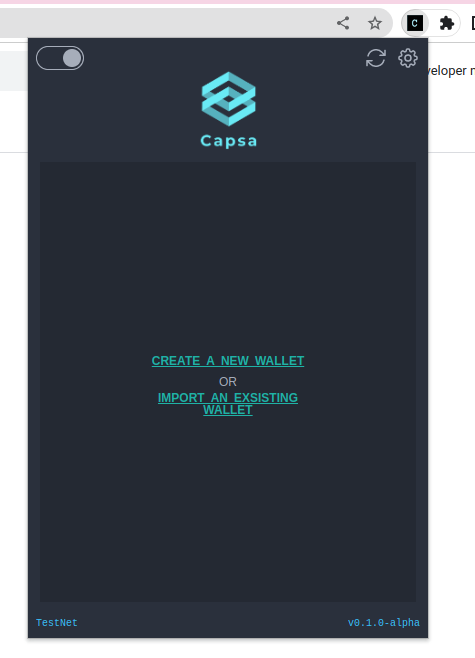 C
veloper n
Capsa
CREATE A NEW WALLET
OR
IMPORT AN EXSISTING
WALLET
TestNet
v0.1.0-alpha